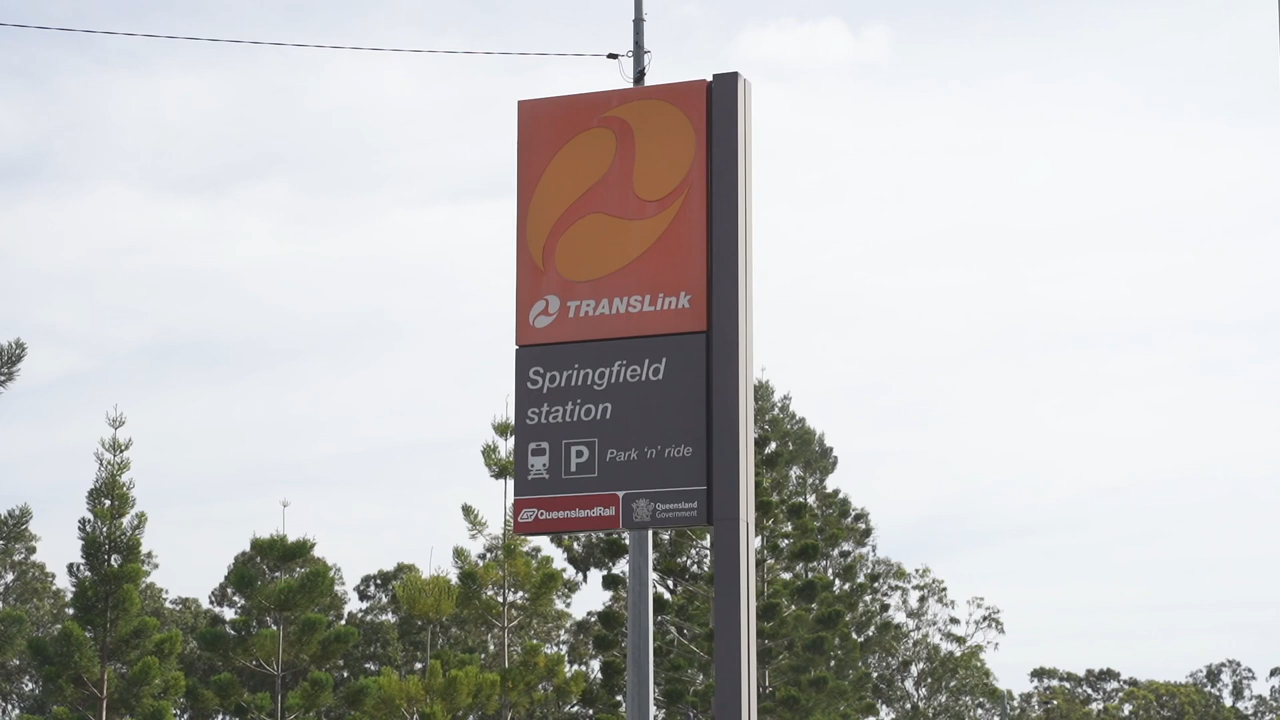 TRANSLink
Springfield
station
P Park ‘n’ ride
QueenslandRail
Queensland
Government